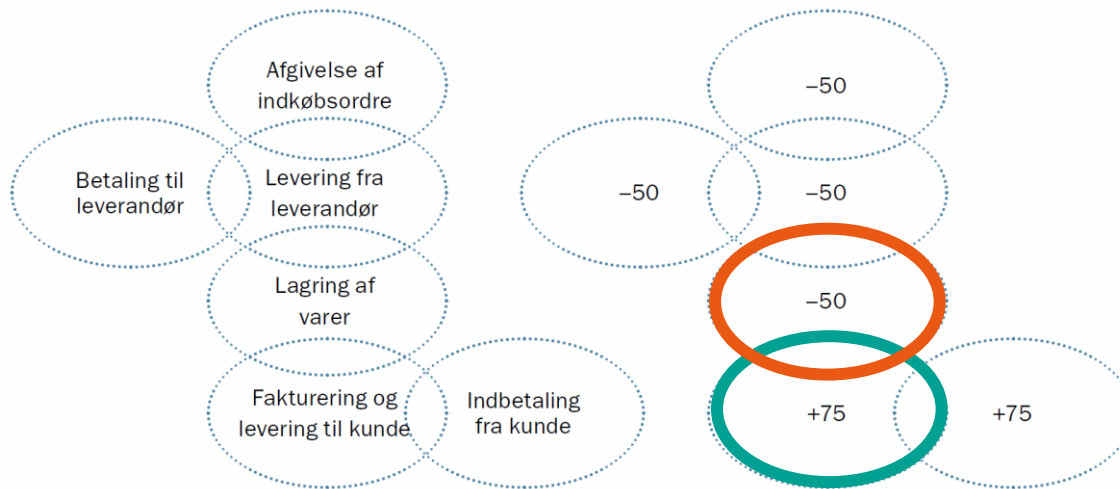 Afgivelse af
indkøbsordre
Betaling til
leverandør
Levering fra
leverandør
Lagring af
varer
Fakturering og
levering til kunde
Indbetaling
fra kunde
–50
–50
–50
–50
+75
+75